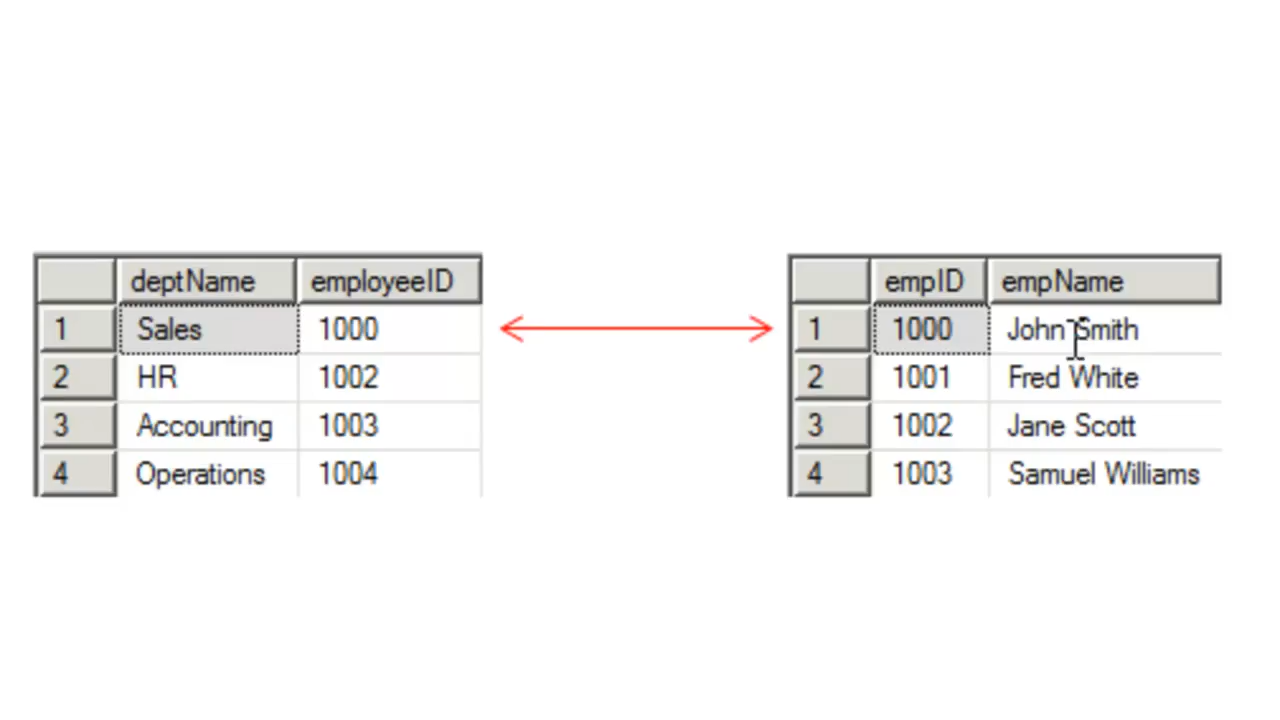 deptName employeeID
1 Sales 1000
2 HR 1002
3 Accounting 1003
4 Operations 1004
empID empName
1 1000 John Smith
2 1001 Fred White
3 1002 Jane Scott
4 1003 Samuel Williams